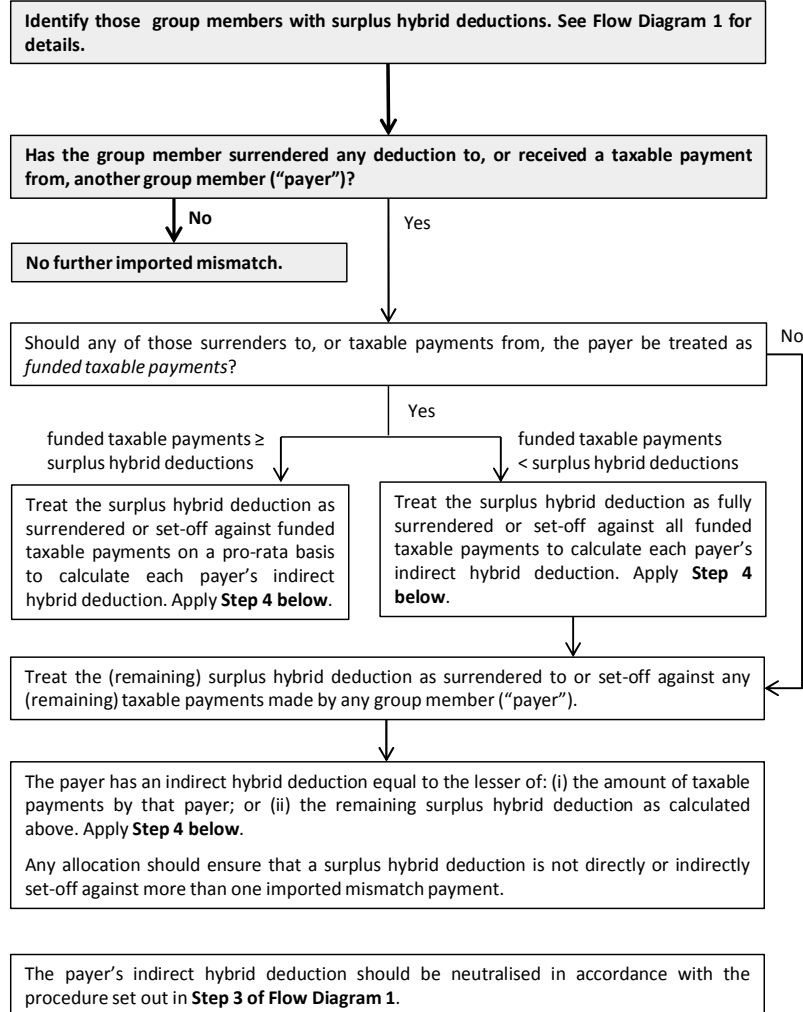 Identify those group members with surplus hybrid deductions. See Flow Diagram 1 for
details.
Has the group member surrendered any deduction to, or received a taxable payment
from, another group member (“payer”)?
No
Yes
No further imported mismatch.
Should any of those surrenders to, or taxable payments from, the payer be treated as
funded taxable payments?
No
Yes
funded taxable payments ≥
surplus hybrid deductions
funded taxable payments
< surplus hybrid deductions
Treat the surplus hybrid deduction as
surrendered or set-off against funded
taxable payments on a pro-rata basis
to calculate each payer’s indirect
hybrid deduction. Apply Step 4 below.
Treat the surplus hybrid deduction as fully
surrendered or set-off against all funded
taxable payments to calculate each payer’s
indirect hybrid deduction. Apply Step 4
below.
Treat the (remaining) surplus hybrid deduction as surrendered to or set-off against any
(remaining) taxable payments made by any group member (“payer”).
The payer has an indirect hybrid deduction equal to the lesser of: (i) the amount of taxable
payments by that payer; or (ii) the remaining surplus hybrid deduction as calculated
above. Apply Step 4 below.
Any allocation should ensure that a surplus hybrid deduction is not directly or indirectly
set-off against more than one imported mismatch payment.
The payer’s indirect hybrid deduction should be neutralised in accordance with the
procedure set out in Step 3 of Flow Diagram 1.